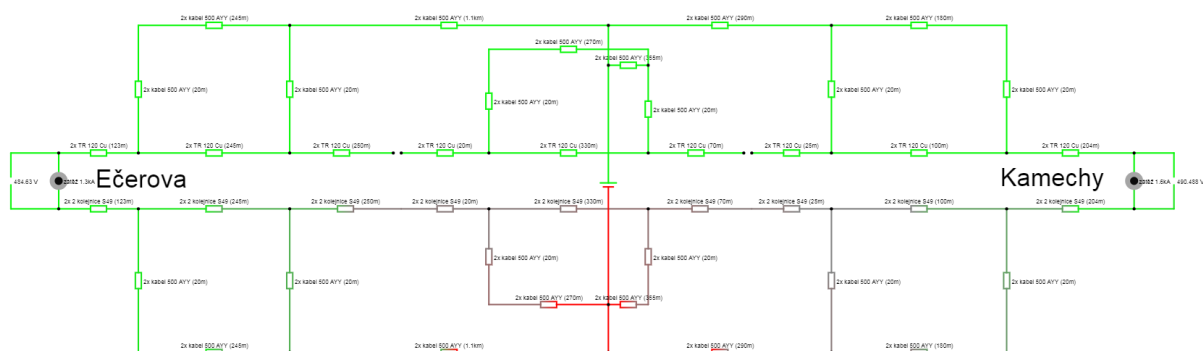 2x kabel 500 AYY (245m)
2x kabel 500 AYY (1.1km)
2x kabel 500 AYY (290m)
2x kabel 500 AYY (180m)
2x kabel 500 AYY (270m)
2x kabel 500 AYY (355m)
2x kabel 500 AYY (20m)
2x kabel 500 AYY (20m)
2x kabel 500 AYY (20m)
2x kabel 500 AYY (20m)
2x kabel 500 AYY (20m)
2x kabel 500 AYY (20m)
2x TR 120 Cu (123m)
2x TR 120 Cu (245m)
2x TR 120 Cu (250m)
2x TR 120 Cu (20m)
2x TR 120 Cu (330m)
2x TR 120 Cu (70m)
2x TR 120 Cu (25m)
2x TR 120 Cu (100m)
2x TR 120 Cu (204m)
zátěž 1.3kA
Ečerova
Kamechy
zátěž 1.6kA
490.488 V
2x 2 kolejnice S49 (123m)
2x 2 kolejnice S49 (245m)
2x 2 kolejnice S49 (250m)
2x 2 kolejnice S49 (20m)
2x 2 kolejnice S49 (330m)
2x 2 kolejnice S49 (70m)
2x 2 kolejnice S49 (25m)
2x 2 kolejnice S49 (100m)
2x 2 kolejnice S49 (204m)
2x kabel 500 AYY (20m)
2x kabel 500 AYY (20m)
2x kabel 500 AYY (20m)
2x kabel 500 AYY (20m)
2x kabel 500 AYY (20m)
2x kabel 500 AYY (20m)
2x kabel 500 AYY (270m)
2x kabel 500 AYY (355m)
2x kabel 500 AYY (245m)
2x kabel 500 AYY (1.1km)
2x kabel 500 AYY (290m)
2x kabel 500 AYY (180m)